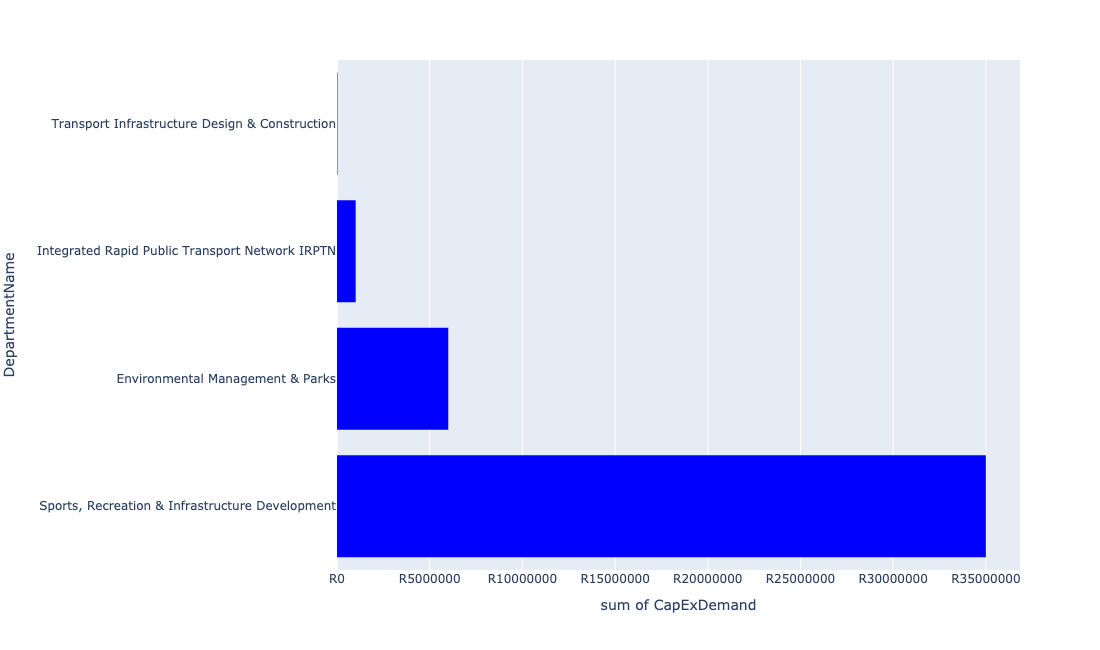 DepartmentName
Transport Infrastructure Design & Construction
Integrated Rapid Public Transport Network IRPTN
Environmental Management & Parks
Sports, Recreation & Infrastructure Development
R0 R5000000 R10000000 R15000000 R20000000 R25000000 R30000000 R35000000
sum of CapExDemand